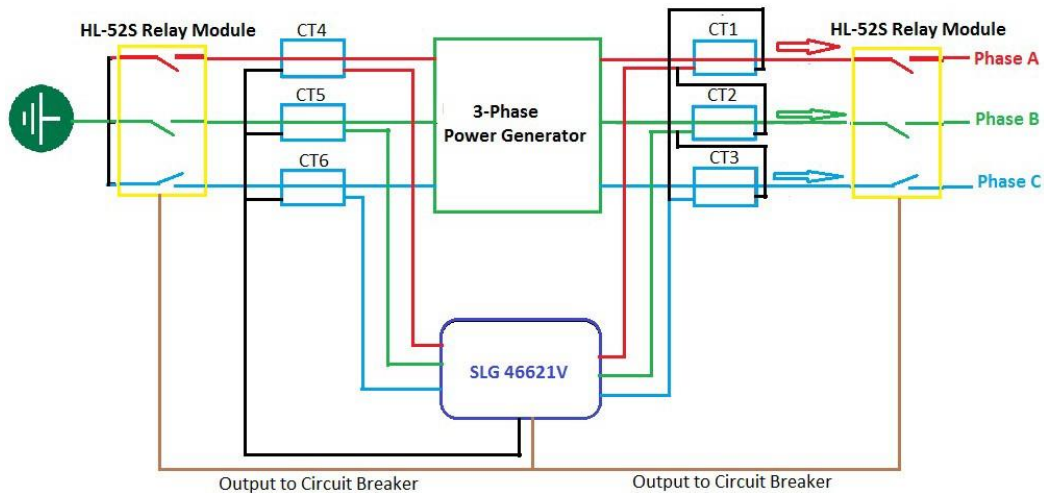 HL-52S Relay Module
CT4
CT1
HL-52S Relay Module
Phase A
CT5
3-Phase
Power Generator
CT2
Phase B
CT6
CT3
Phase C
SLG 46621V
Output to Circuit Breaker
Output to Circuit Breaker